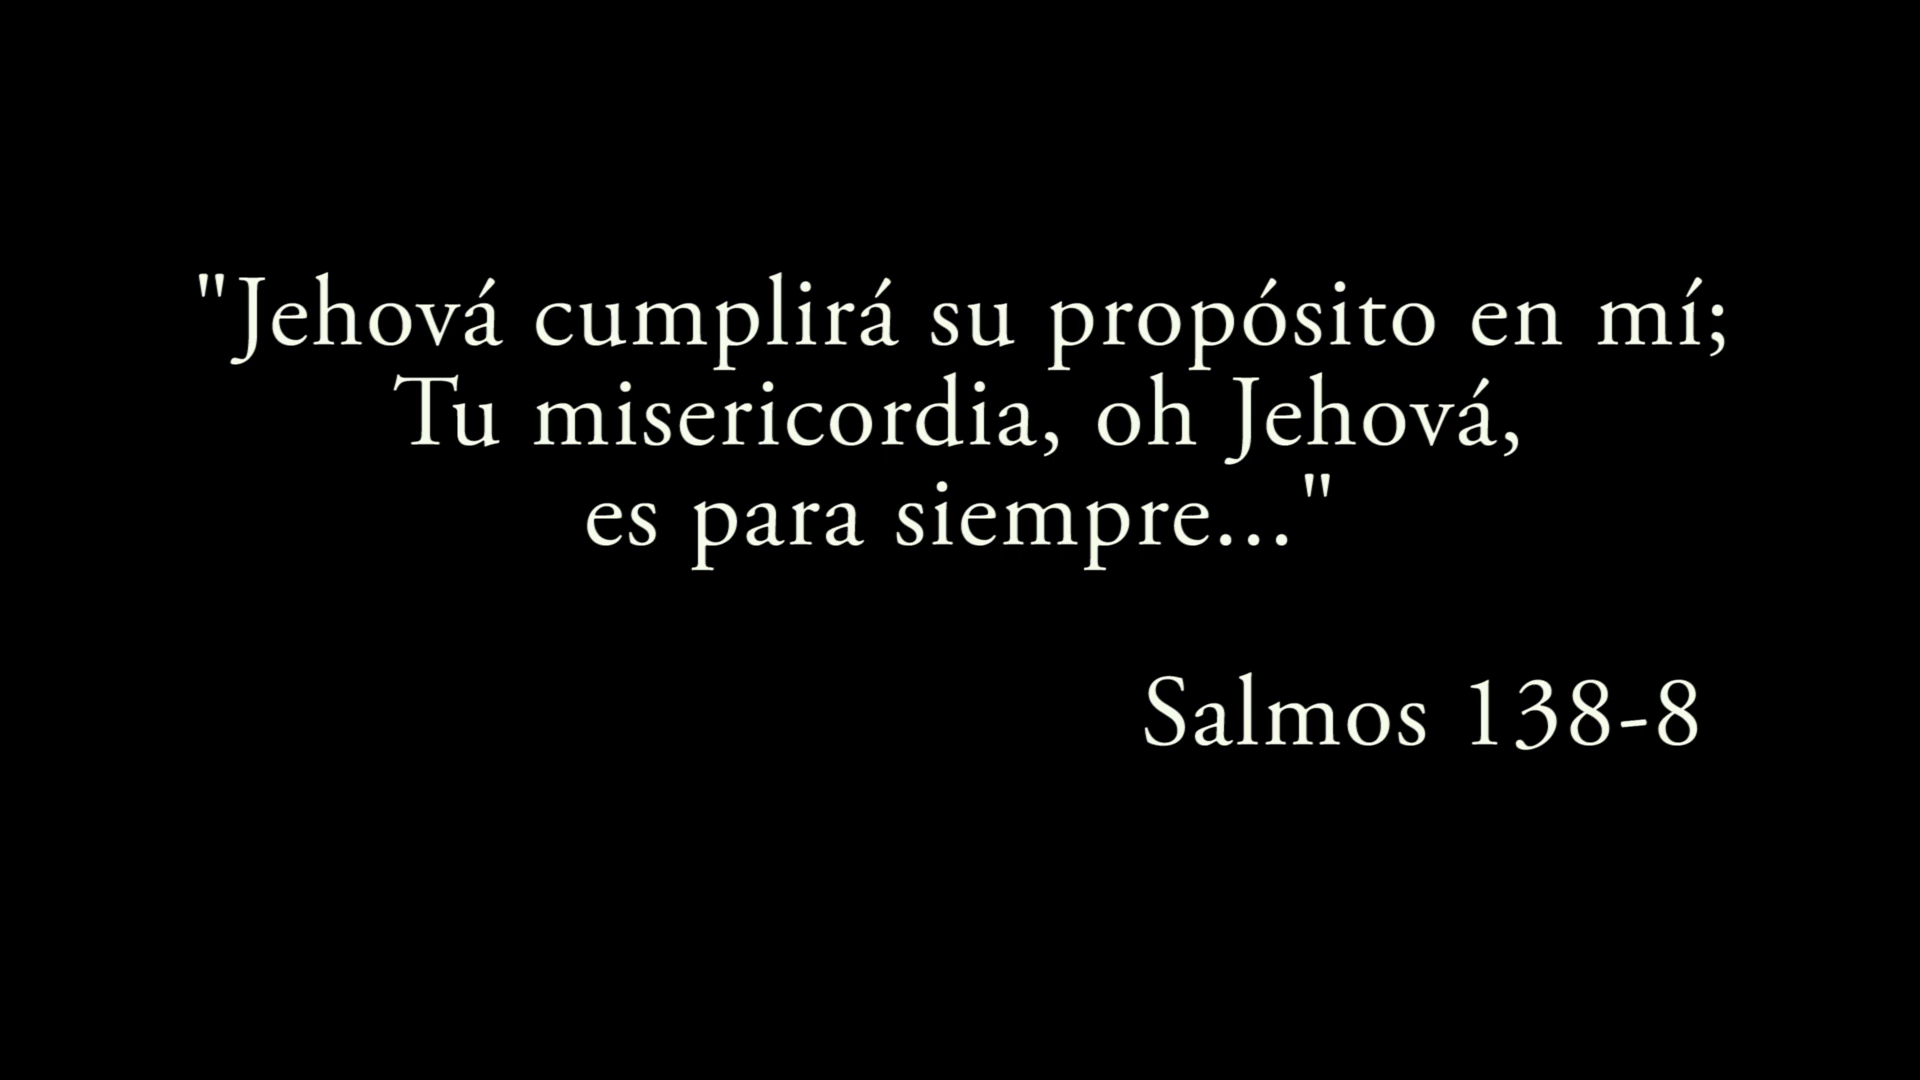 "Jehová cumplirá su propósito en mí;
Tu misericordia, oh Jehová,
es para siempre..."
Salmos 138-8